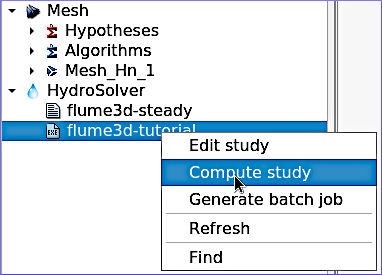 Mesh
Hypotheses
Algorithms
Mesh_Hn_1
HydroSolver
flume3d-steady
flume3d-tutorial
Edit study
Compute study
Generate batch job
Refresh
Find